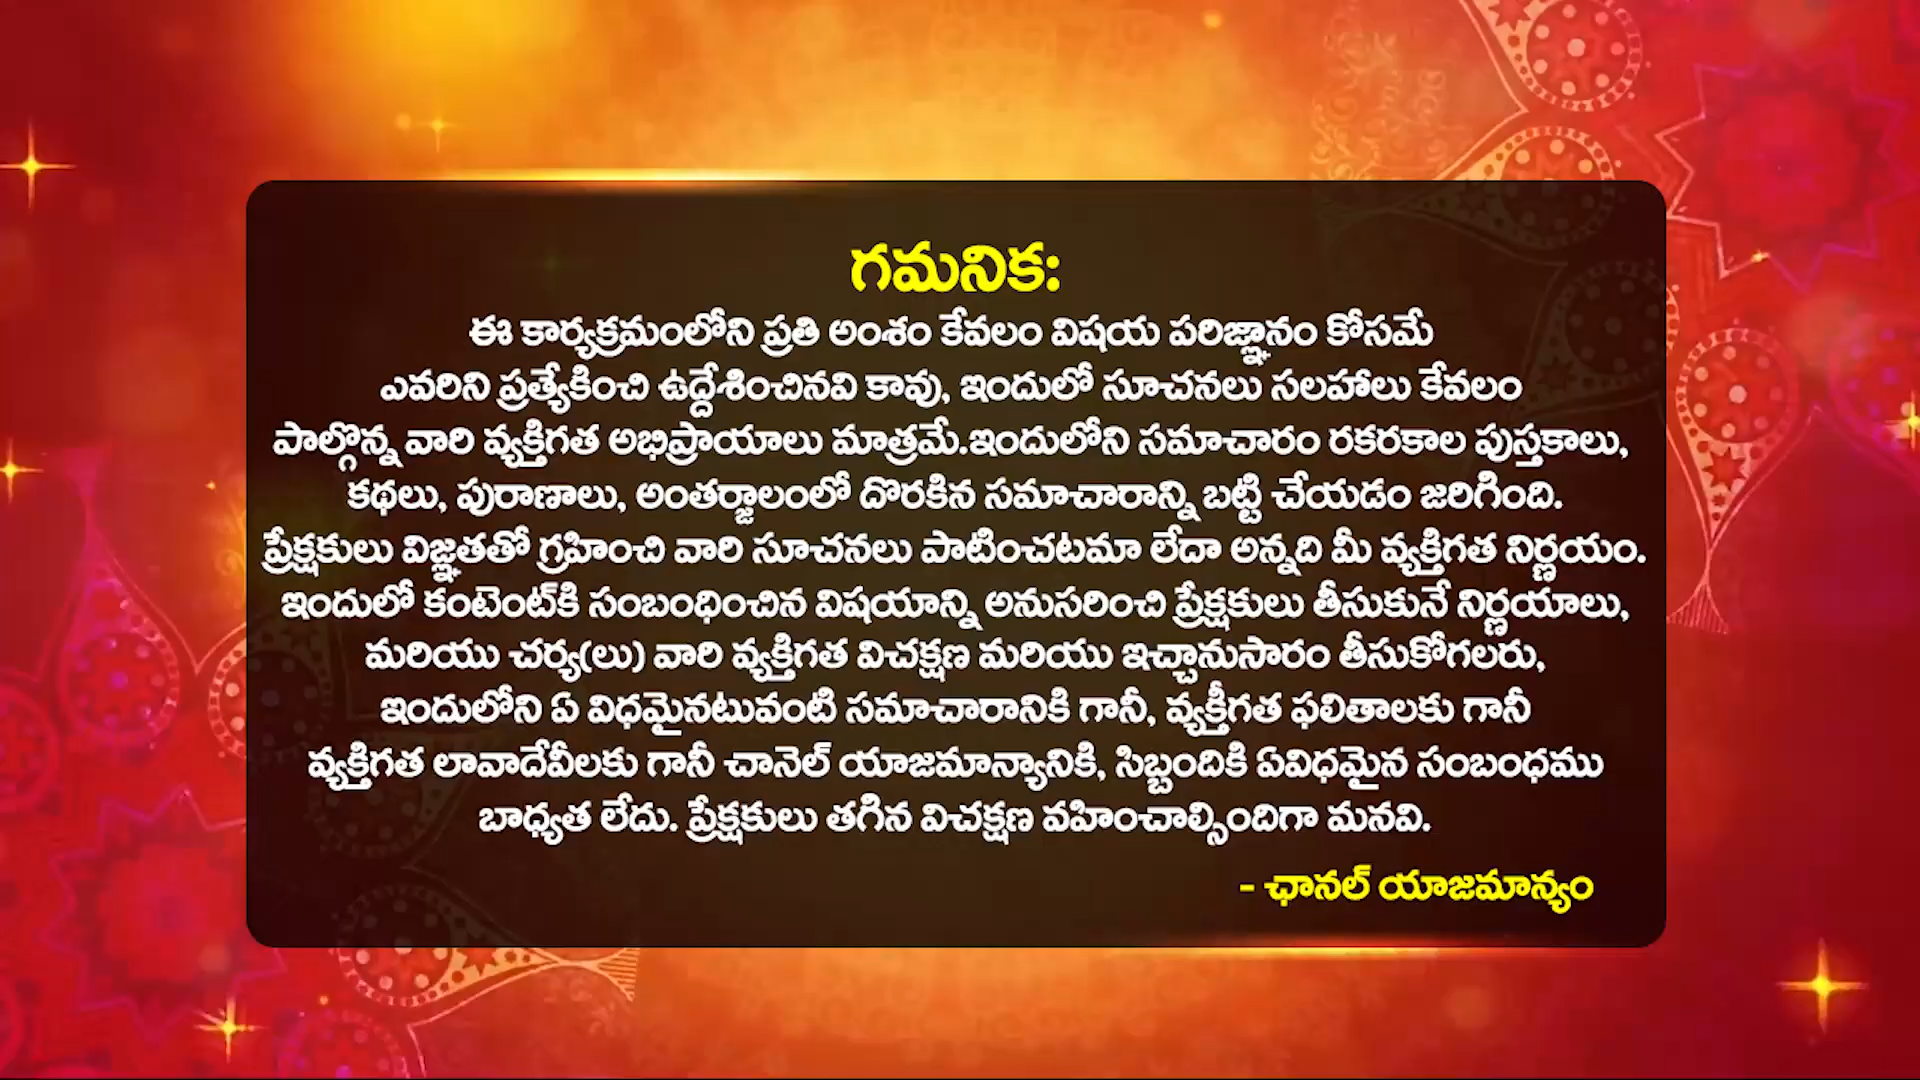 గమనిక:
ఈ కార్యక్రమంలోని ప్రతి అంశం కేవలం విషయ పరిజ్ఞానం కోసమే
ఎవరిని ప్రత్యేకించి ఉద్దేశించినవి కావు, ఇందులో సూచనలు సలహాలు కేవలం
పాల్గొన్న వారి వ్యక్తిగత అభిప్రాయాలు మాత్రమే.ఇందులోని సమాచారం రకరకాల పుస్తకాలు,
కథలు, పురాణాలు, అంతర్జాలంలో దొరకిన సమాచారాన్ని బట్టి చేయడం జరిగింది.
ప్రేక్షకులు విజ్ఞతతో గ్రహించి వారి సూచనలు పాటించటమా లేదా అన్నది మీ వ్యక్తిగత నిర్ణయం.
ఇందులో కంటెంట్‌కి సంబంధించిన విషయాన్ని అనుసరించి ప్రేక్షకులు తీసుకునే నిర్ణయాలు,
మరియు చర్య(లు) వారి వ్యక్తిగత విచక్షణ మరియు ఇచ్చానుసారం తీసుకోగలరు,
ఇందులోని ఏ విధమైనటువంటి సమాచారానికి గానీ, వ్యక్తీగత ఫలితాలకు గానీ
వ్యక్తిగత లావాదేవీలకు గానీ చానెల్ యాజమాన్యానికి, సిబ్బందికి ఏవిధమైన సంబంధము
బాధ్యత లేదు. ప్రేక్షకులు తగిన విచక్షణ వహించాల్సిందిగా మనవి.
- ఛానల్ యాజమాన్యం